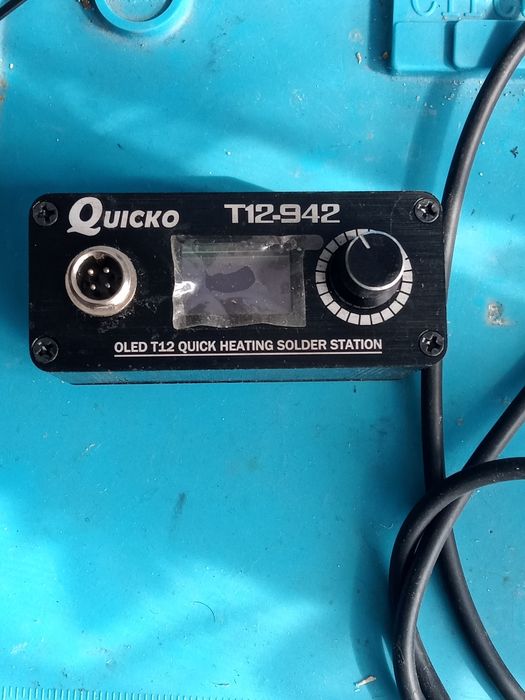 QUICKO
T12-942
OLED T12 QUICK HEATING SOLDER STATION